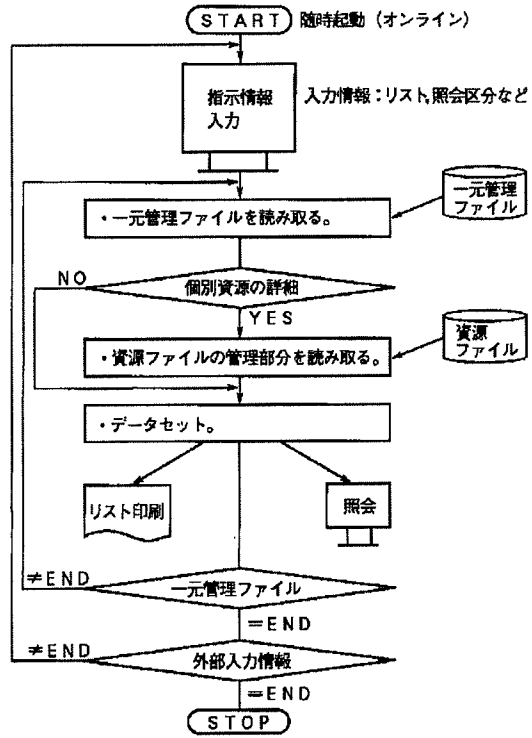 START 随時起動（オンライン）
指示情報
入力
入力情報：リスト,照会区分など
・一元管理ファイルを読み取る。
一元管理
ファイル
NO
個別資源の詳細
YES
・資源ファイルの管理部分を読み取る。
資源
ファイル
・データセット。
リスト印刷
照会
≠END
一元管理ファイル
＝END
≠END
外部入力情報
＝END
STOP